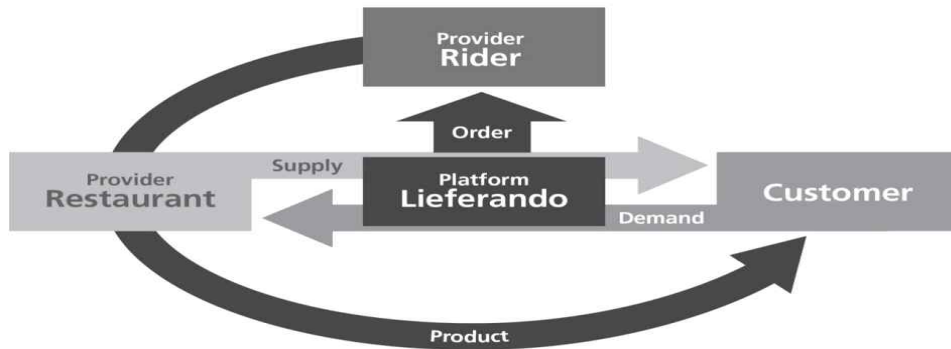 Provider
Rider
Order
Supply
Provider
Restaurant
Platform
Lieferando
Customer
Demand
Product